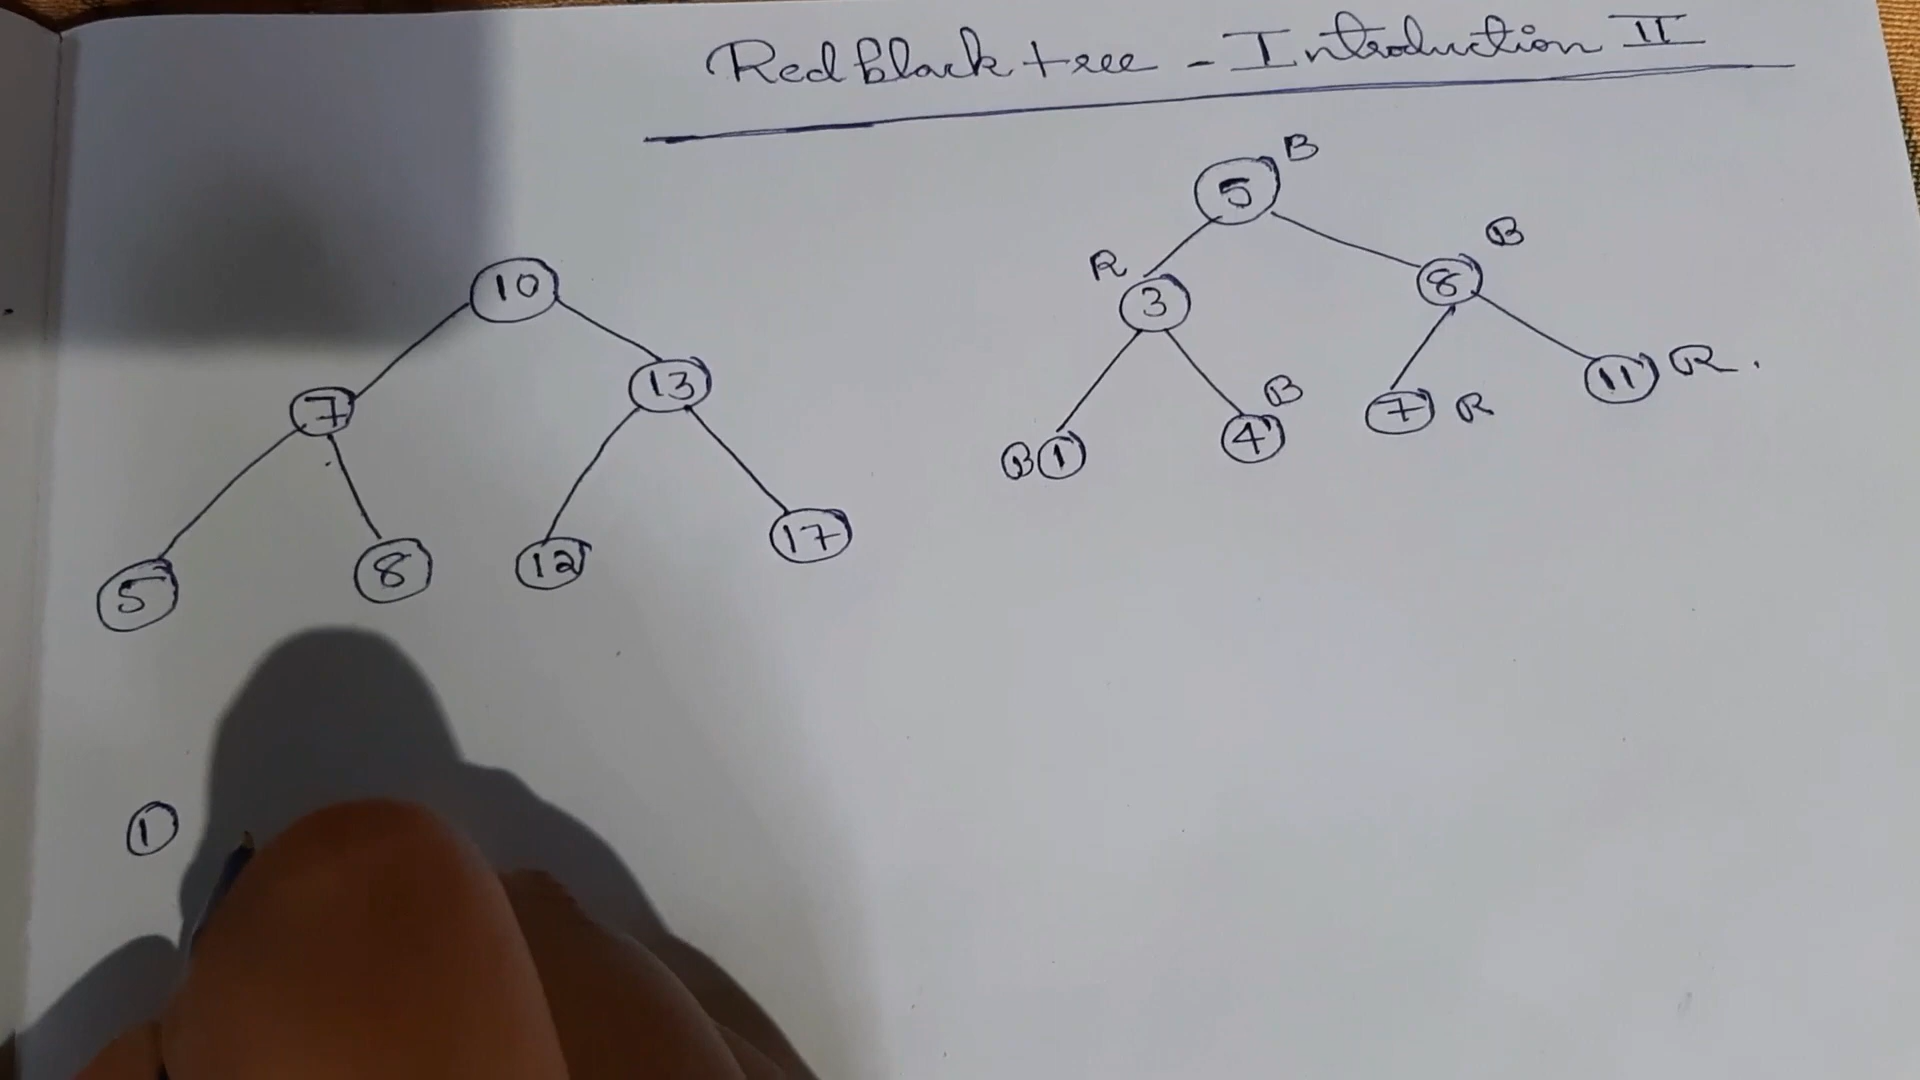 Red black tree - Introduction II
10
7 13
5 8 12 17
5 B
R 3 8 B
B 1 4 B 7 R 11 R .
1